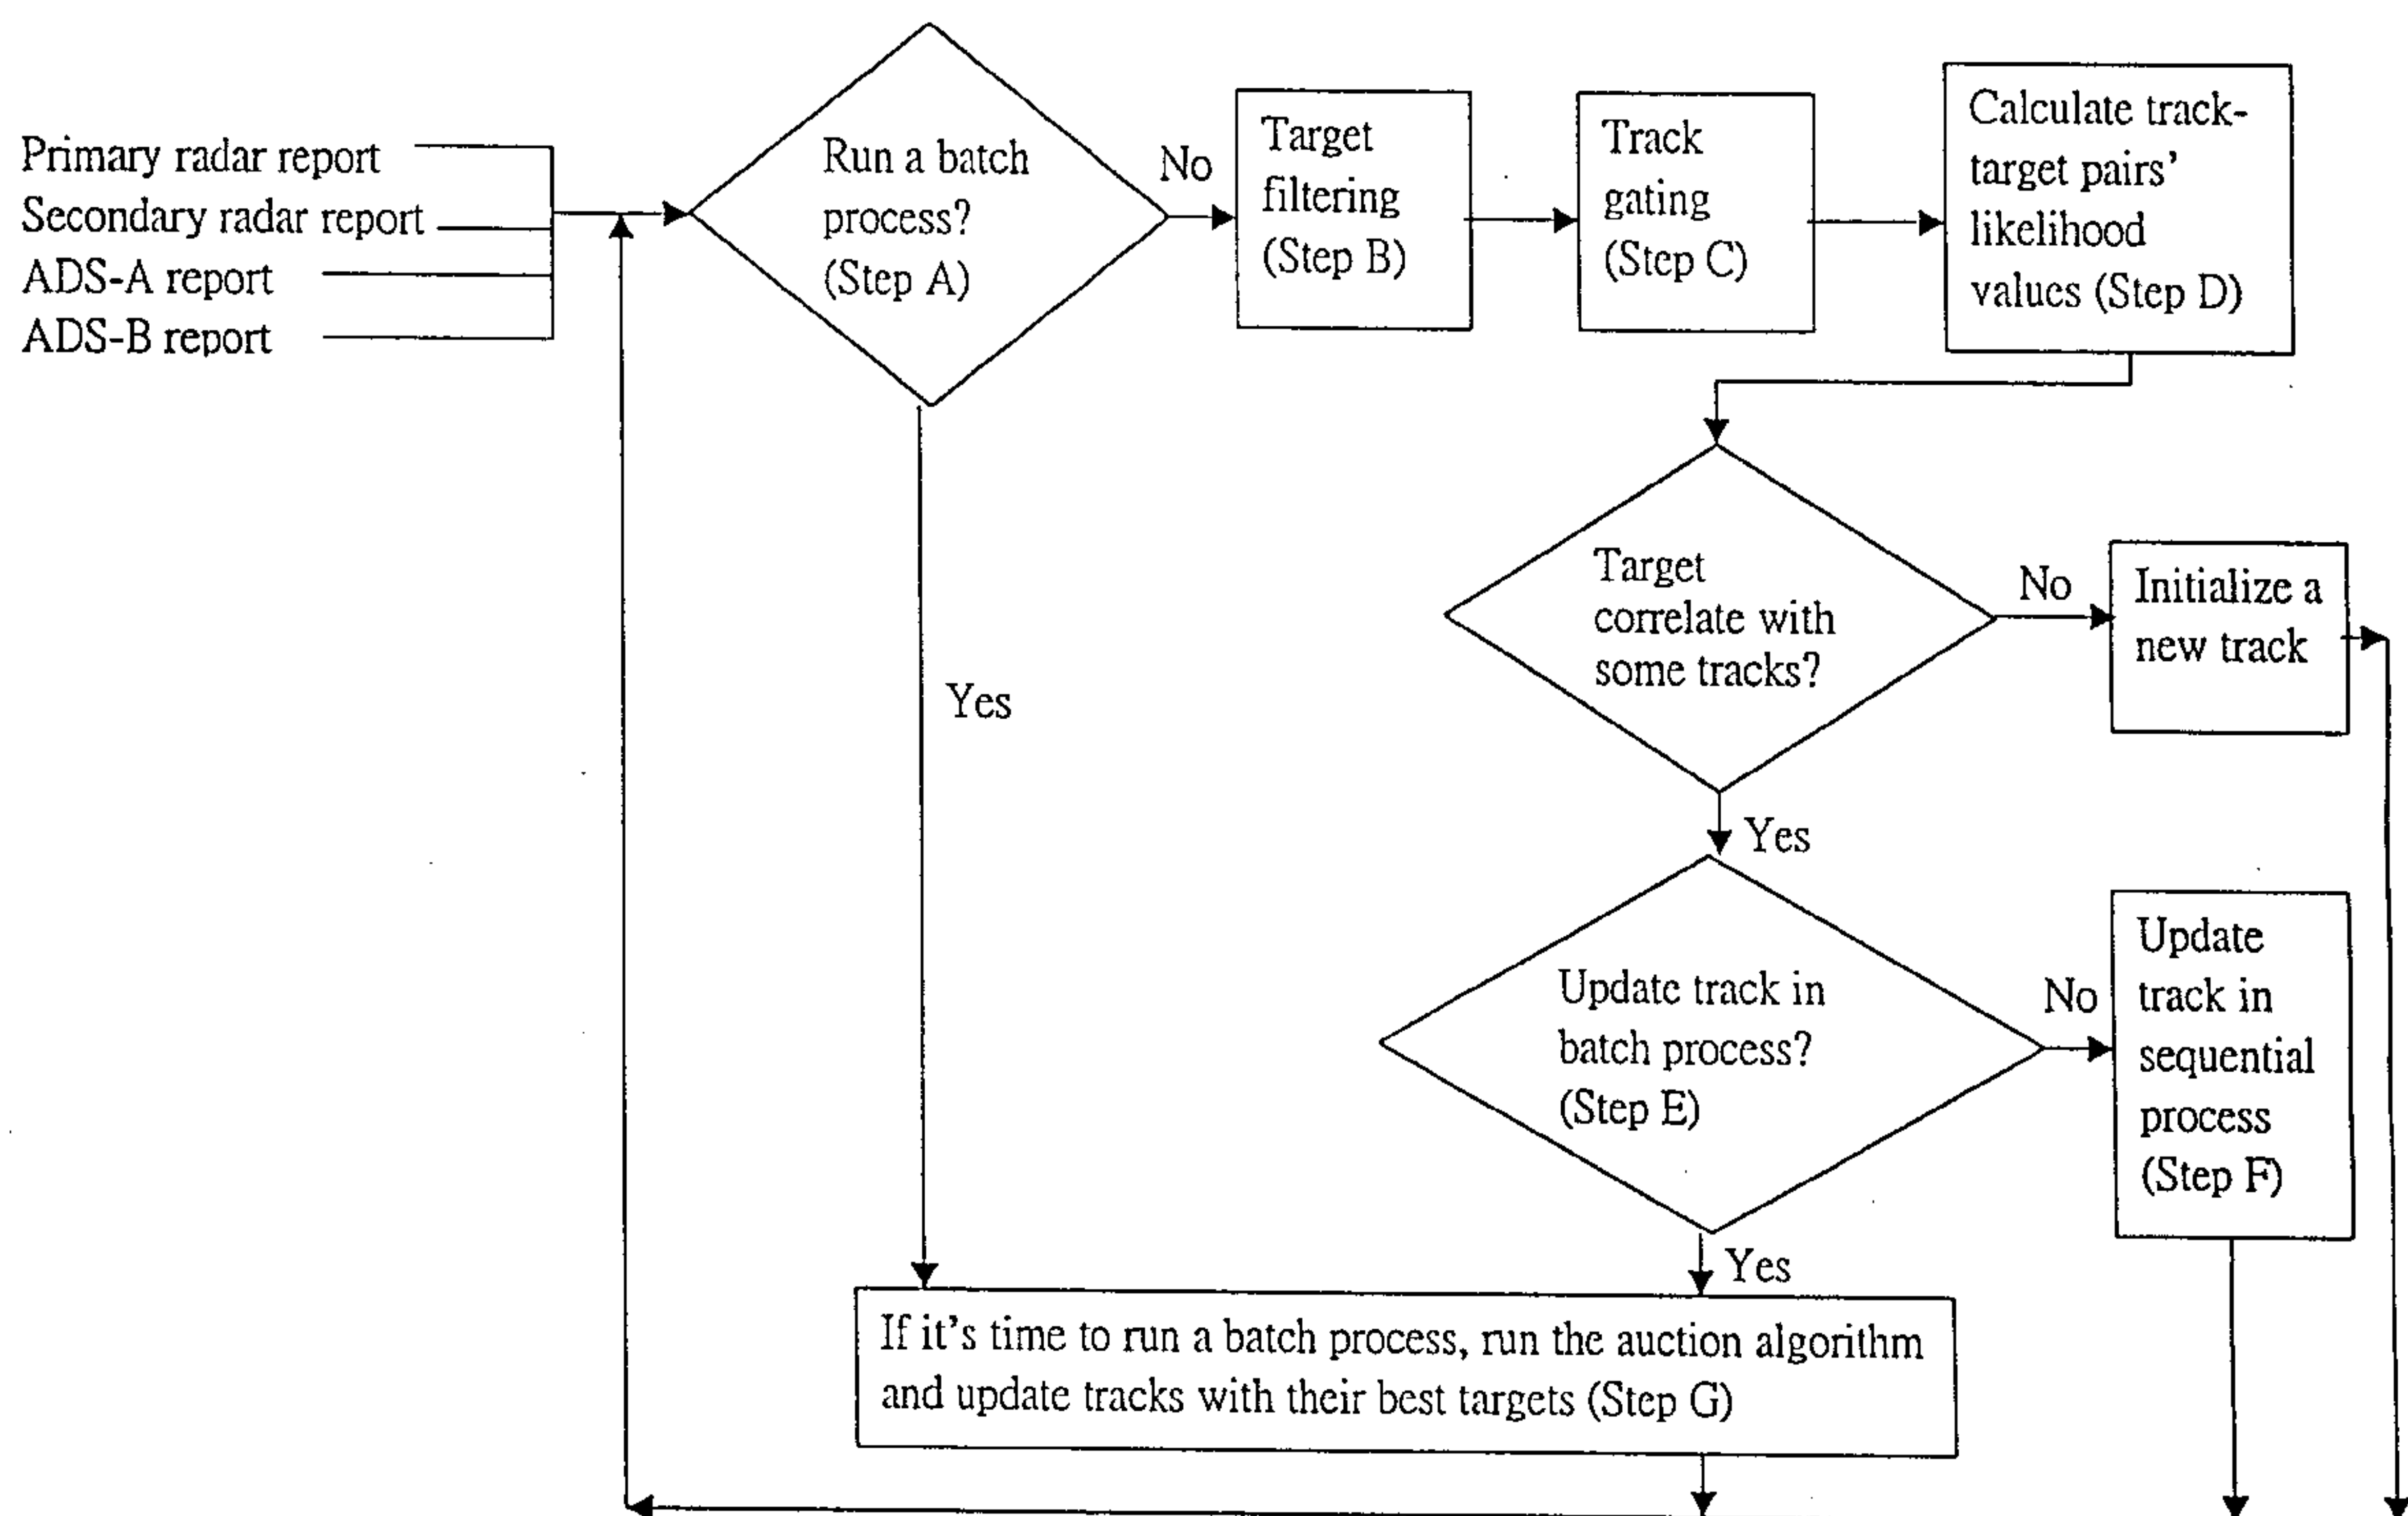 Primary radar report
Secondary radar report
ADS-A report
ADS-B report
Run a batch
process?
(Step A)
No
Target
filtering
(Step B)
Track
gating
(Step C)
Calculate track-
target pairs'
likelihood
values (Step D)
Target
correlate with
some tracks?
No
Initialize a
new track
Yes
Yes
Update track in
batch process?
(Step E)
No
Update
track in
sequential
process
(Step F)
Yes
If it's time to run a batch process, run the auction algorithm
and update tracks with their best targets (Step G)